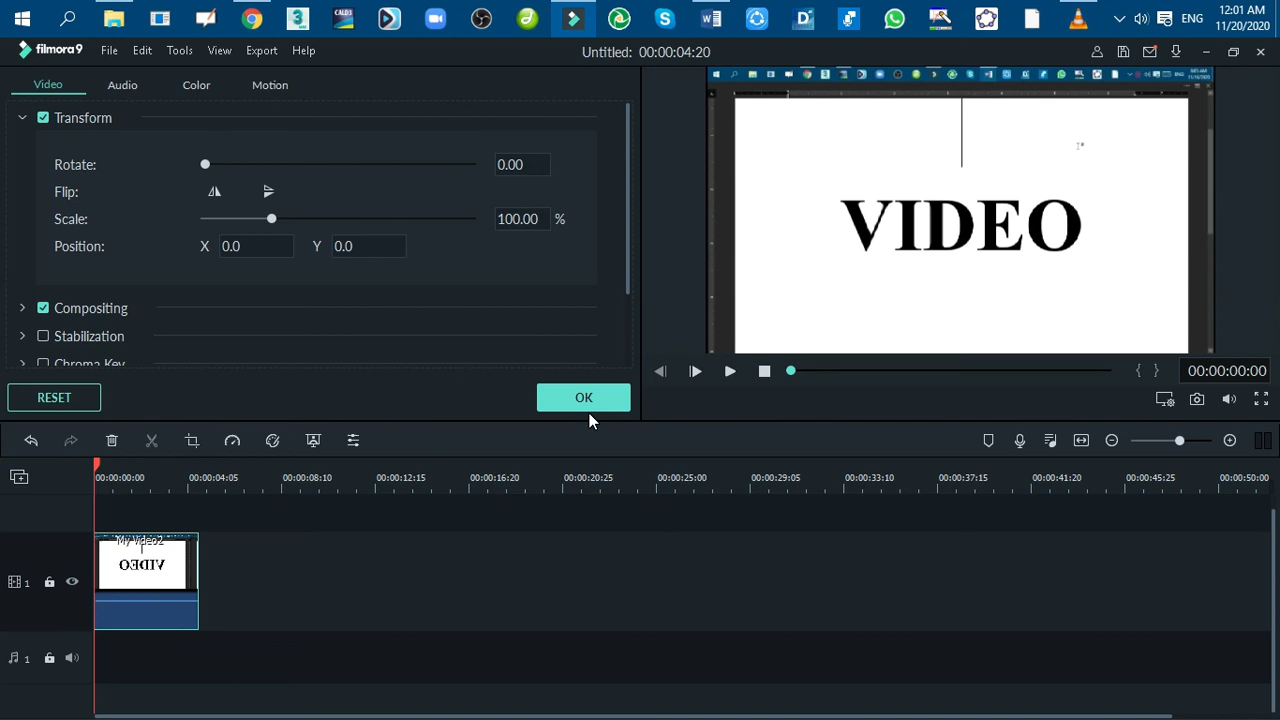 CALD3
D
W
ENG
12:01 AM
11/20/2020
filmora9
File Edit Tools View Export Help
Untitled: 00:00:04:20
Video Audio Color Motion
Transform
Rotate: 0.00
Flip:
Scale: 100.00 %
Position: X 0.0 Y 0.0
Compositing
Stabilization
Chroma Key
RESET
OK
VIDEO
{ }
00:00:00:00
00:00:00:00 00:00:04:05 00:00:08:10 00:00:12:15 00:00:16:20 00:00:20:25 00:00:25:00 00:00:29:05 00:00:33:10 00:00:37:15 00:00:41:20 00:00:45:25 00:00:50:00
My Video2
VIDEO
1
1